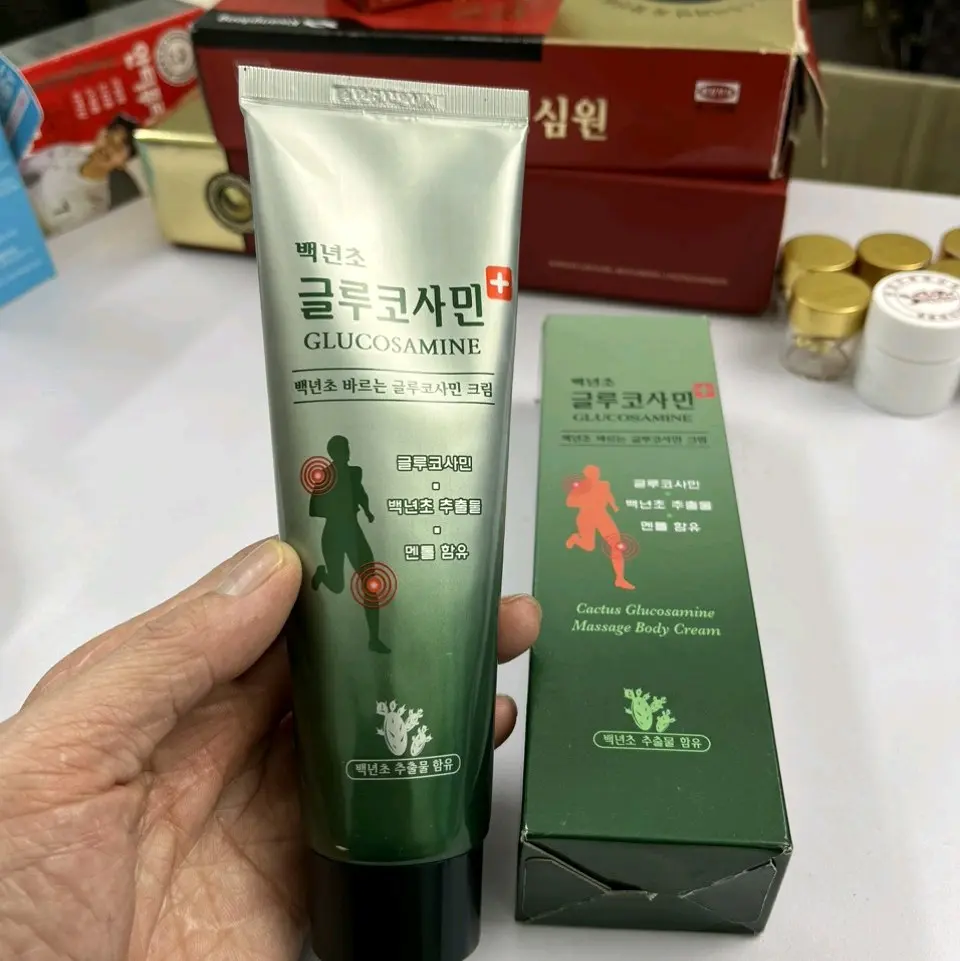 심원
백년초
글루코사민
GLUCOSAMINE
백년초 바르는 글루코사민 크림
글루코사민
백년초 추출물
멘톨 함유
백년초 추출물 함유
백년초
글루코사민
GLUCOSAMINE
백년초 바르는 글루코사민 크림
글루코사민
백년초 추출물
멘톨 함유
Cactus Glucosamine
Massage Body Cream
백년초 추출물 함유